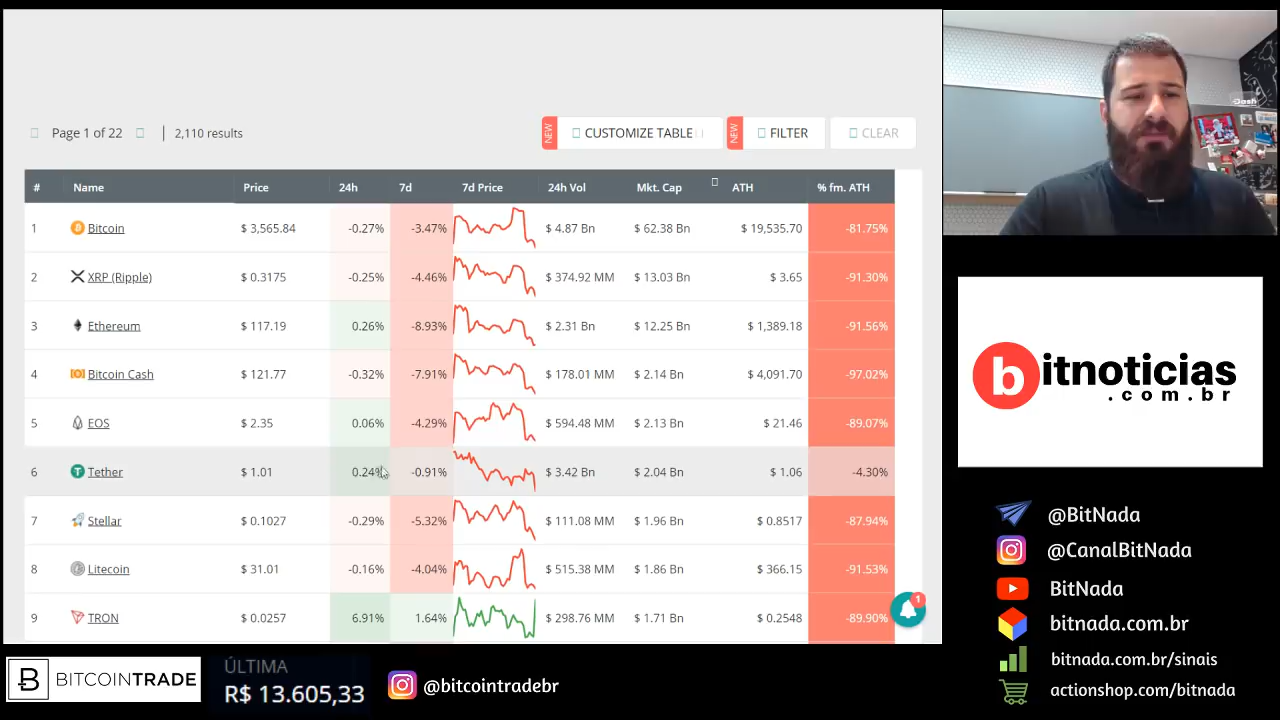 Page 1 of 22 | 2,110 results
NEW CUSTOMIZE TABLE NEW FILTER CLEAR
# Name Price 24h 7d 7d Price 24h Vol Mkt. Cap ATH % fm. ATH
1 Bitcoin $ 3,565.84 -0.27% -3.47% $ 4.87 Bn $ 62.38 Bn $ 19,535.70 -81.75%
2 XRP (Ripple) $ 0.3175 -0.25% -4.46% $ 374.92 MM $ 13.03 Bn $ 3.65 -91.30%
3 Ethereum $ 117.19 0.26% -8.93% $ 2.31 Bn $ 12.25 Bn $ 1,389.18 -91.56%
4 Bitcoin Cash $ 121.77 -0.32% -7.91% $ 178.01 MM $ 2.14 Bn $ 4,091.70 -97.02%
5 EOS $ 2.35 0.06% -4.29% $ 594.48 MM $ 2.13 Bn $ 21.46 -89.07%
6 Tether $ 1.01 0.24% -0.91% $ 3.42 Bn $ 2.04 Bn $ 1.06 -4.30%
7 Stellar $ 0.1027 -0.29% -5.32% $ 111.08 MM $ 1.96 Bn $ 0.8517 -87.94%
8 Litecoin $ 31.01 -0.16% -4.04% $ 515.38 MM $ 1.86 Bn $ 366.15 -91.53%
9 TRON $ 0.0257 6.91% 1.64% $ 298.76 MM $ 1.71 Bn $ 0.2548 -89.90%
1
Dash
bitnoticias
.com.br
@BitNada
@CanalBitNada
BitNada
bitnada.com.br
bitnada.com.br/sinais
actionshop.com/bitnada
BITCOINTRADE
ÚLTIMA
R$ 13.605,33
@bitcointradebr